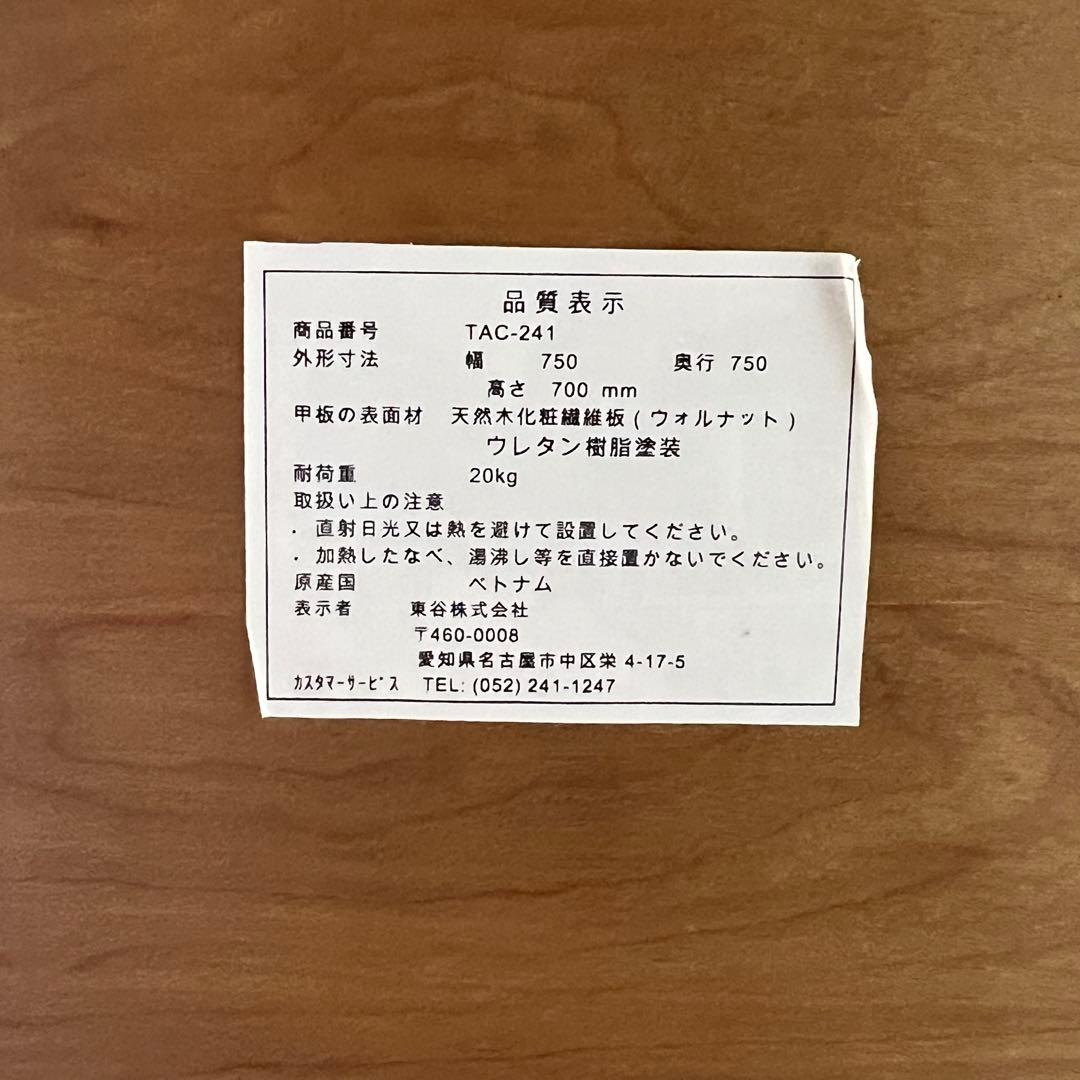 品質表示
商品番号 TAC-241
外形寸法 幅 750 奥行 750
高さ 700 mm
甲板の表面材 天然木化粧繊維板 ( ウォルナット )
ウレタン樹脂塗装
耐荷重 20kg
取扱い上の注意
. 直射日光又は熱を避けて設置してください。
. 加熱したなべ、湯沸し等を直接置かないでください。
原産国 ベトナム
表示者 東谷株式会社
〒460-0008
愛知県名古屋市中区栄 4-17-5
ｶｽﾀﾏｰｻｰﾋﾞｽ TEL: (052) 241-1247